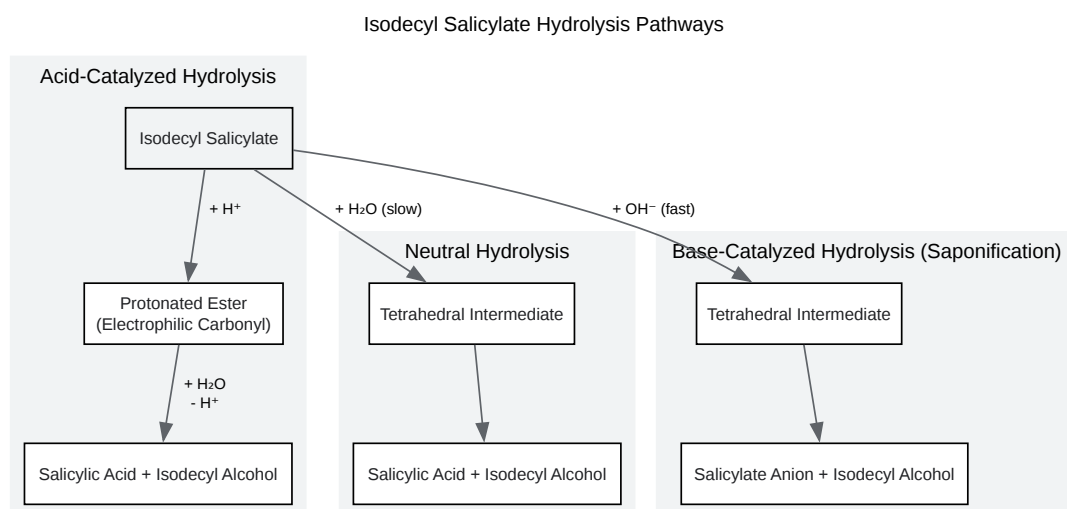 Isodecyl Salicylate Hydrolysis Pathways
Acid-Catalyzed Hydrolysis
Isodecyl Salicylate
+ H⁺
+ H₂O (slow)
+ OH⁻ (fast)
Neutral Hydrolysis
Base-Catalyzed Hydrolysis (Saponification)
Protonated Ester
(Electrophilic Carbonyl)
Tetrahedral Intermediate
Tetrahedral Intermediate
+ H₂O
- H⁺
Salicylic Acid + Isodecyl Alcohol
Salicylic Acid + Isodecyl Alcohol
Salicylate Anion + Isodecyl Alcohol